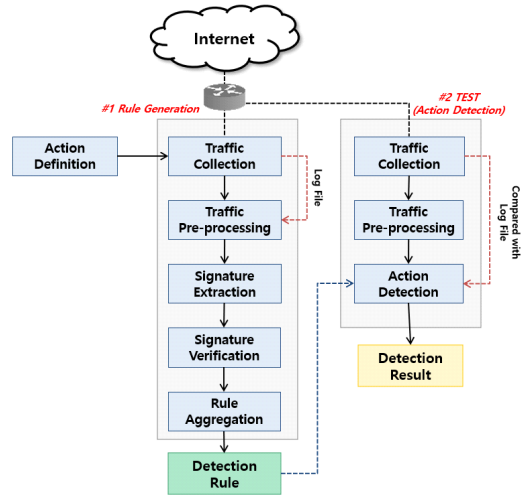 Internet
#1 Rule Generation
#2 TEST
(Action Detection)
Action
Definition
Traffic
Collection
Log File
Traffic
Pre-processing
Signature
Extraction
Signature
Verification
Rule
Aggregation
Detection
Rule
Traffic
Collection
Compared with
Log File
Traffic
Pre-processing
Action
Detection
Detection
Result